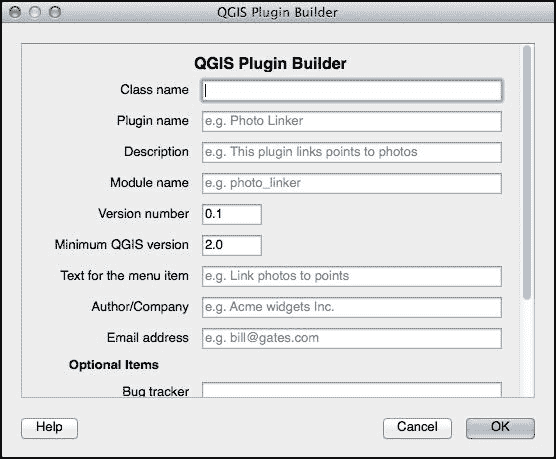 QGIS Plugin Builder
QGIS Plugin Builder
Class name
Plugin name e.g. Photo Linker
Description e.g. This plugin links points to photos
Module name e.g. photo_linker
Version number 0.1
Minimum QGIS version 2.0
Text for the menu item e.g. Link photos to points
Author/Company e.g. Acme widgets Inc.
Email address e.g. bill@gates.com
Optional Items
Bug tracker
Help Cancel OK